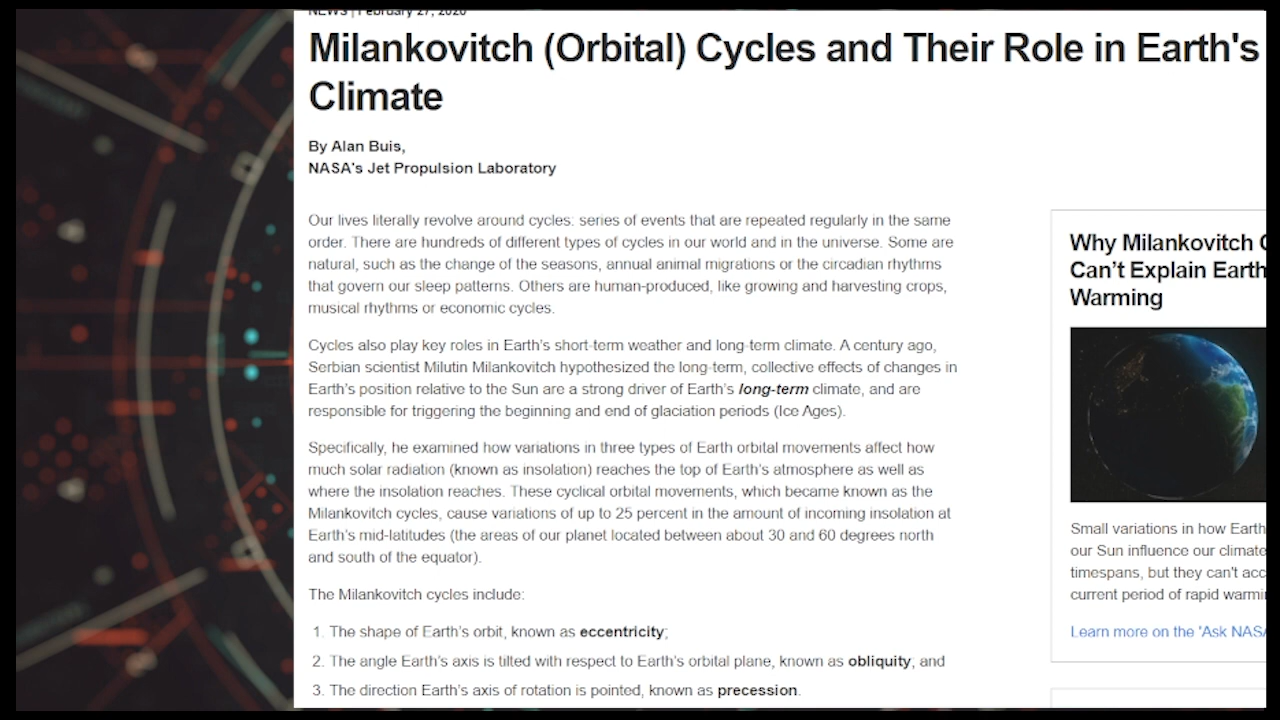 NEWS | February 27, 2020
Milankovitch (Orbital) Cycles and Their Role in Earth's
Climate
By Alan Buis,
NASA's Jet Propulsion Laboratory
Our lives literally revolve around cycles: series of events that are repeated regularly in the same
order. There are hundreds of different types of cycles in our world and in the universe. Some are
natural, such as the change of the seasons, annual animal migrations or the circadian rhythms
that govern our sleep patterns. Others are human-produced, like growing and harvesting crops,
musical rhythms or economic cycles.
Cycles also play key roles in Earth's short-term weather and long-term climate. A century ago,
Serbian scientist Milutin Milankovitch hypothesized the long-term, collective effects of changes in
Earth's position relative to the Sun are a strong driver of Earth's long-term climate, and are
responsible for triggering the beginning and end of glaciation periods (Ice Ages).
Specifically, he examined how variations in three types of Earth orbital movements affect how
much solar radiation (known as insolation) reaches the top of Earth's atmosphere as well as
where the insolation reaches. These cyclical orbital movements, which became known as the
Milankovitch cycles, cause variations of up to 25 percent in the amount of incoming insolation at
Earth's mid-latitudes (the areas of our planet located between about 30 and 60 degrees north
and south of the equator).
The Milankovitch cycles include:
1. The shape of Earth's orbit, known as eccentricity;
2. The angle Earth's axis is tilted with respect to Earth's orbital plane, known as obliquity; and
3. The direction Earth's axis of rotation is pointed, known as precession.
Why Milankovitch
Can't Explain Earth
Warming
Small variations in how Earth
our Sun influence our climate
timespans, but they can't
current period of rapid
Learn more on the 'Ask